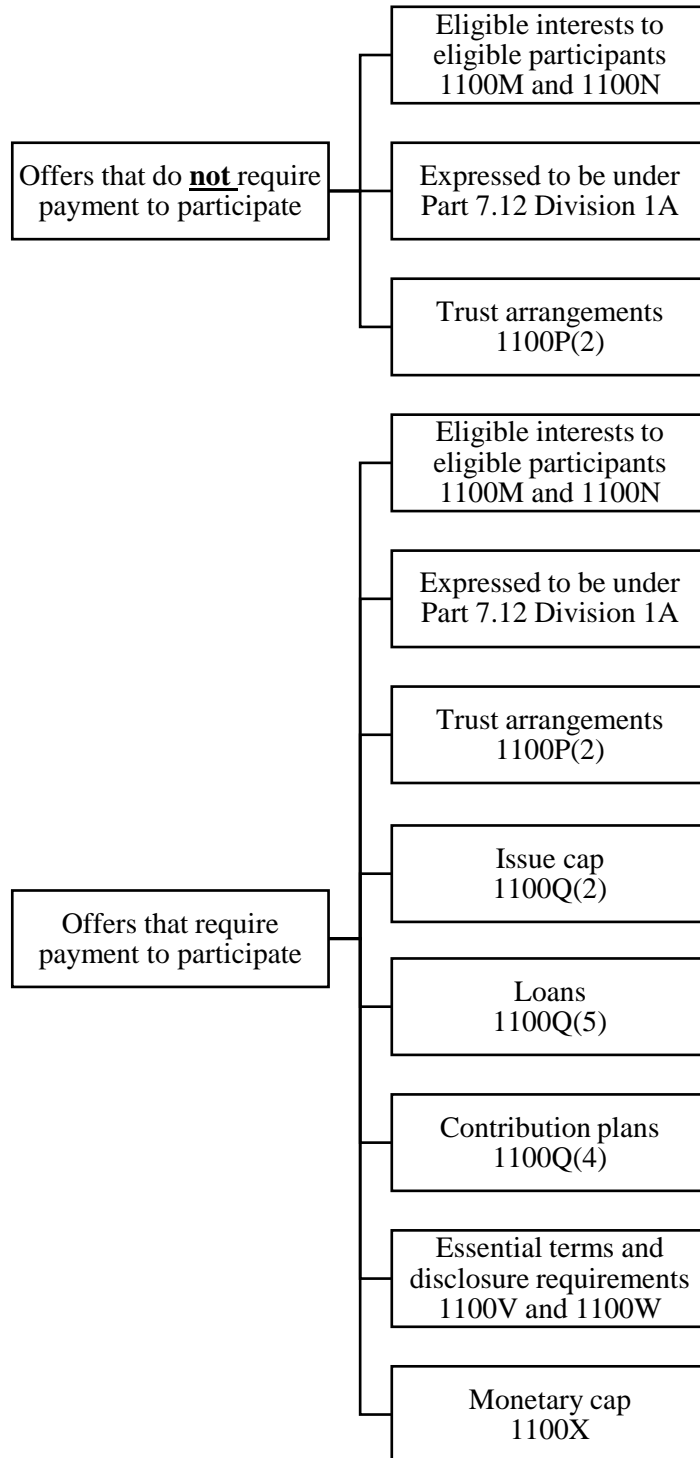 Offers that do not require
payment to participate
Eligible interests to
eligible participants
1100M and 1100N
Expressed to be under
Part 7.12 Division 1A
Trust arrangements
1100P(2)
Offers that require
payment to participate
Eligible interests to
eligible participants
1100M and 1100N
Expressed to be under
Part 7.12 Division 1A
Trust arrangements
1100P(2)
Issue cap
1100Q(2)
Loans
1100Q(5)
Contribution plans
1100Q(4)
Essential terms and
disclosure requirements
1100V and 1100W
Monetary cap
1100X